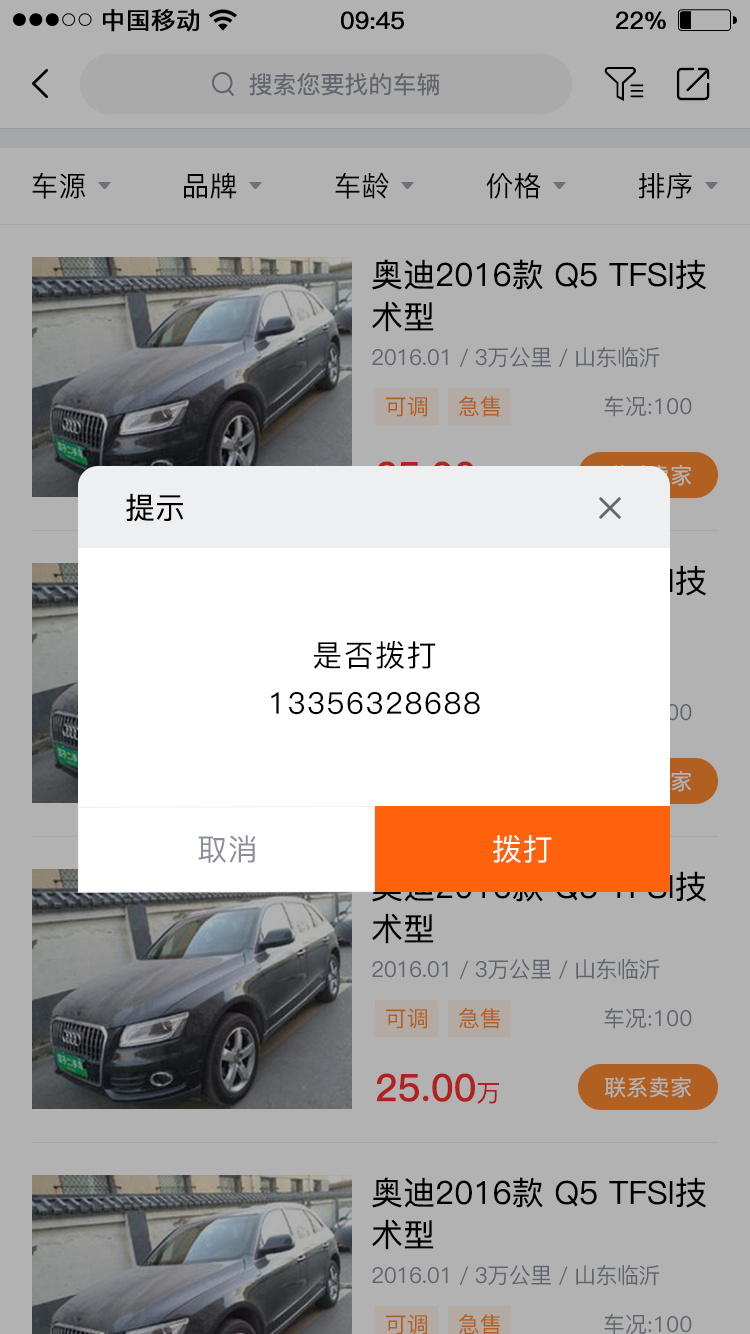 中国移动
09:45
22%
搜索您要找的车辆
车源
品牌
车龄
价格
排序
奥迪2016款 Q5 TFSI技
术型
2016.01 / 3万公里 / 山东临沂
可调
急售
车况:100
卖家
提示
是否拨打
13356328688
取消
拨打
技
00
家
TFSI技
术型
2016.01 / 3万公里 / 山东临沂
可调
急售
车况:100
25.00万
联系卖家
奥迪2016款 Q5 TFSI技
术型
2016.01 / 3万公里 / 山东临沂
可调
急售
车况:100